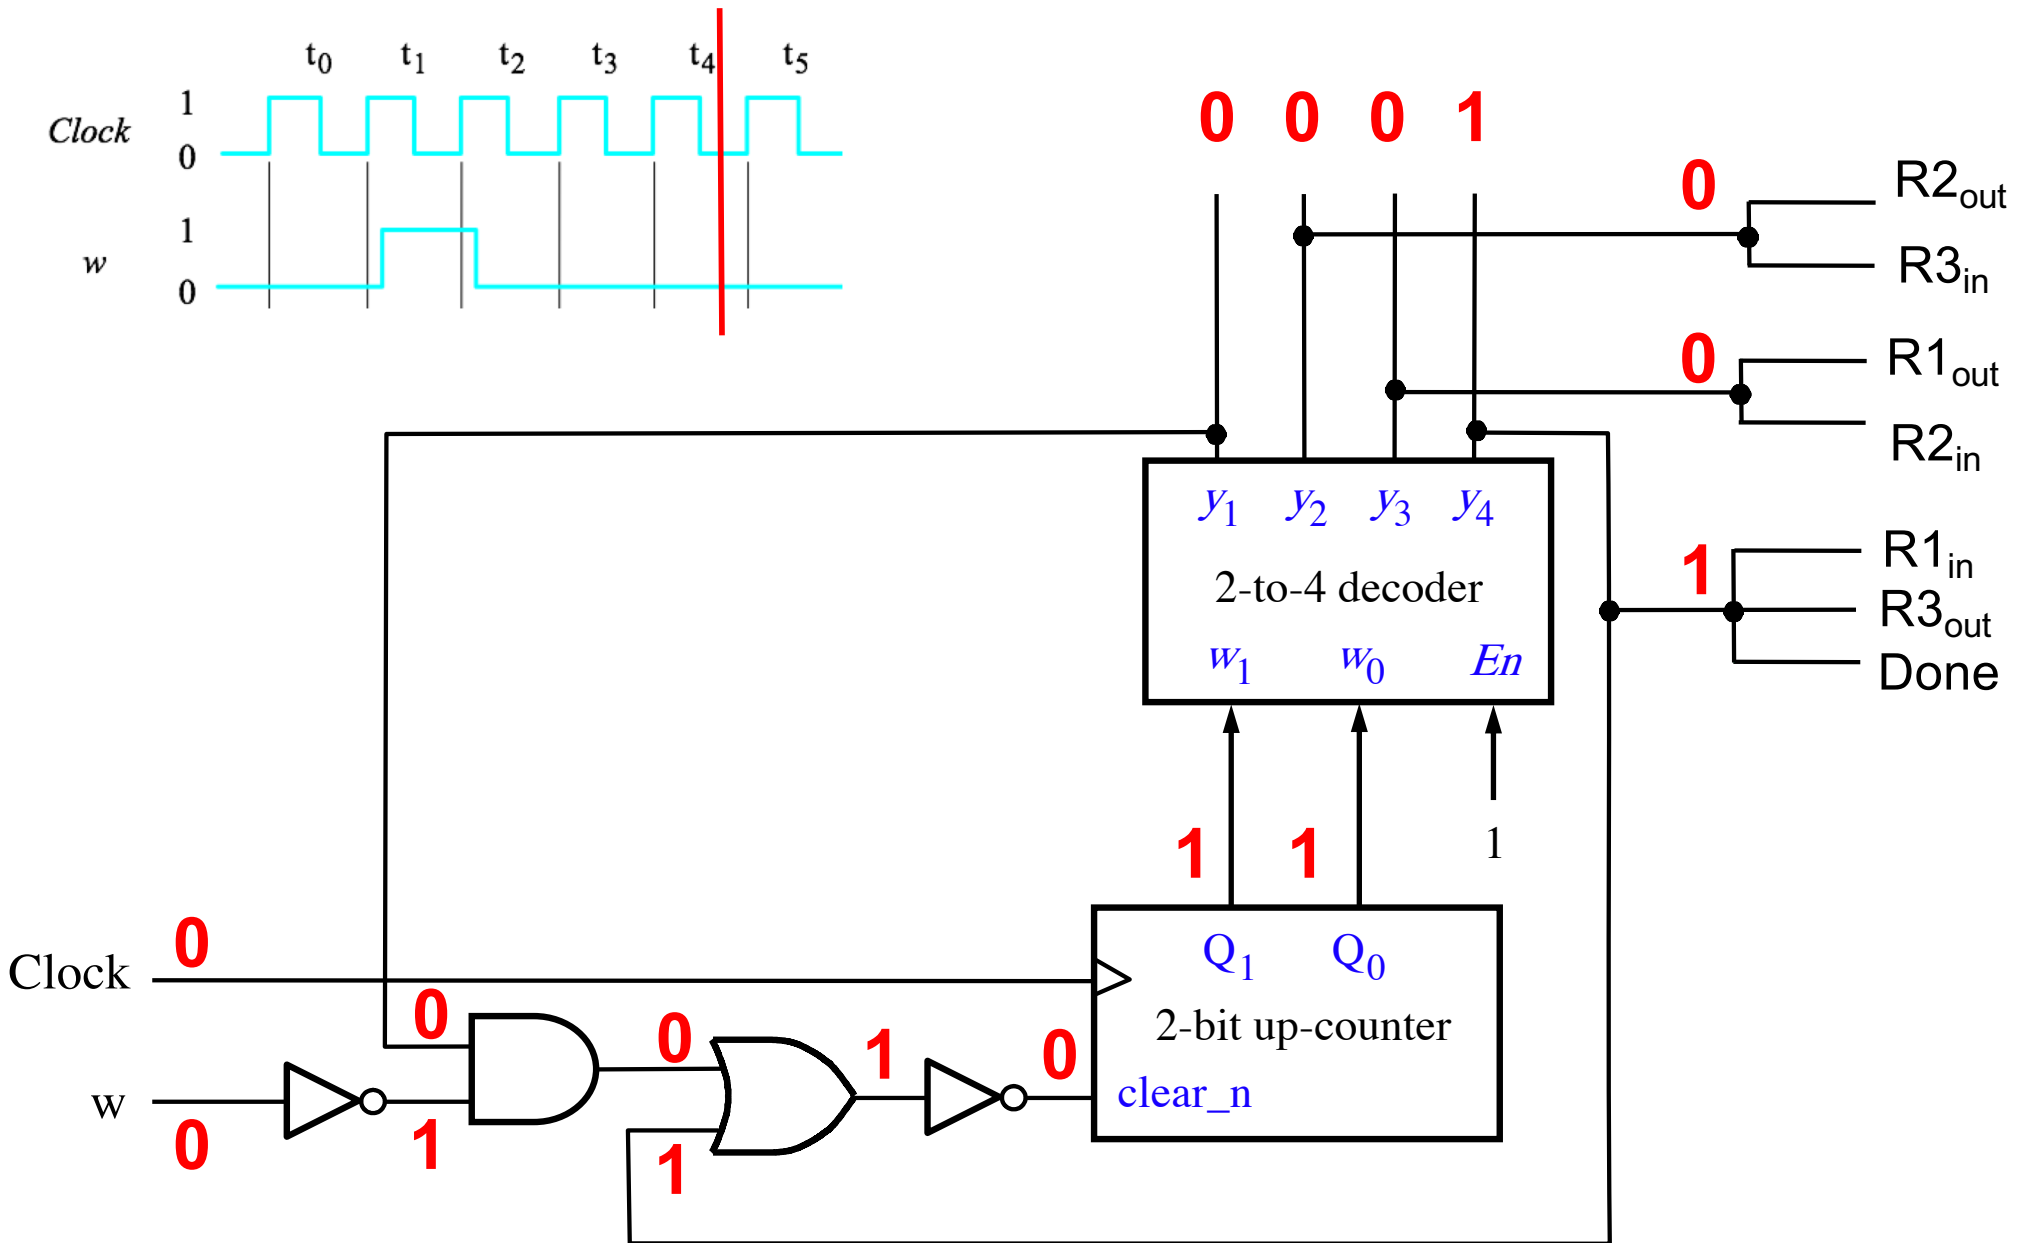 t0 t1 t2 t3 t4 t5
1
Clock
0
1
w
0
0 0 0 1
0
R2out
R3in
0
R1out
R2in
y1 y2 y3 y4
2-to-4 decoder
w1 w0 En
1
R1in
R3out
Done
1 1
1
Clock
0
Q1 Q0
2-bit up-counter
clear_n
0
0
1
0
w
0
1
1